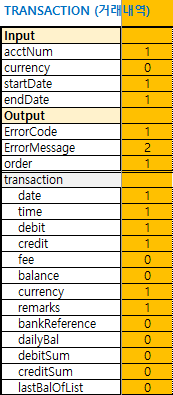 TRANSACTION (거래내역)
Input
acctNum 1
currency 0
startDate 1
endDate 1
Output
ErrorCode 1
ErrorMessage 2
order 1
transaction
date 1
time 1
debit 1
credit 1
fee 0
balance 0
currency 1
remarks 1
bankReference 0
dailyBal 0
debitSum 0
creditSum 0
lastBalOfList 0